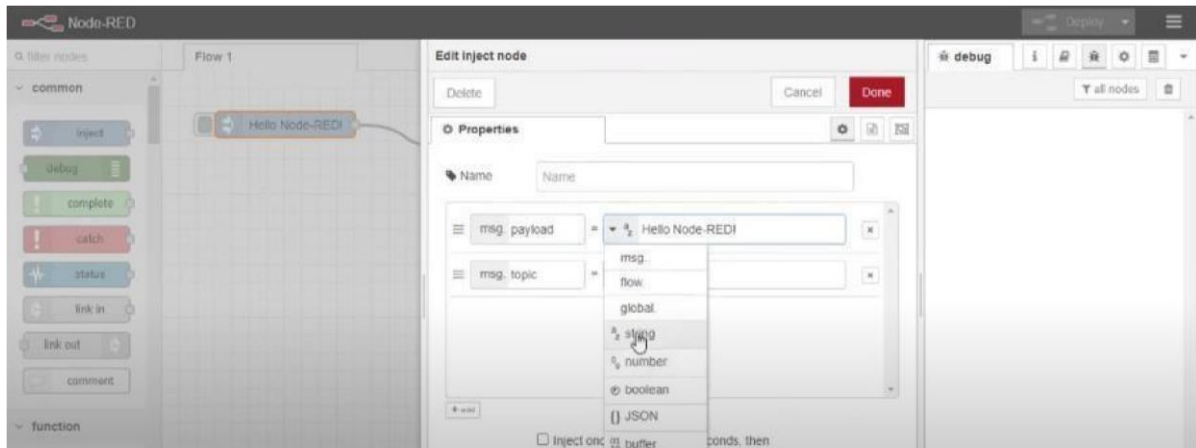 Node-RED
Deploy
filter nodes
Flow 1
Edit inject node
debug
i
common
Delete
Cancel
Done
all nodes
inject
Hello Node-RED!
Properties
debug
Name
Name
complete
msg. payload
=
Hello Node-RED!
catch
msg.
status
msg. topic
=
flow.
link in
global.
string
link out
number
comment
boolean
+ add
{} JSON
function
Inject once
buffer
conds, then